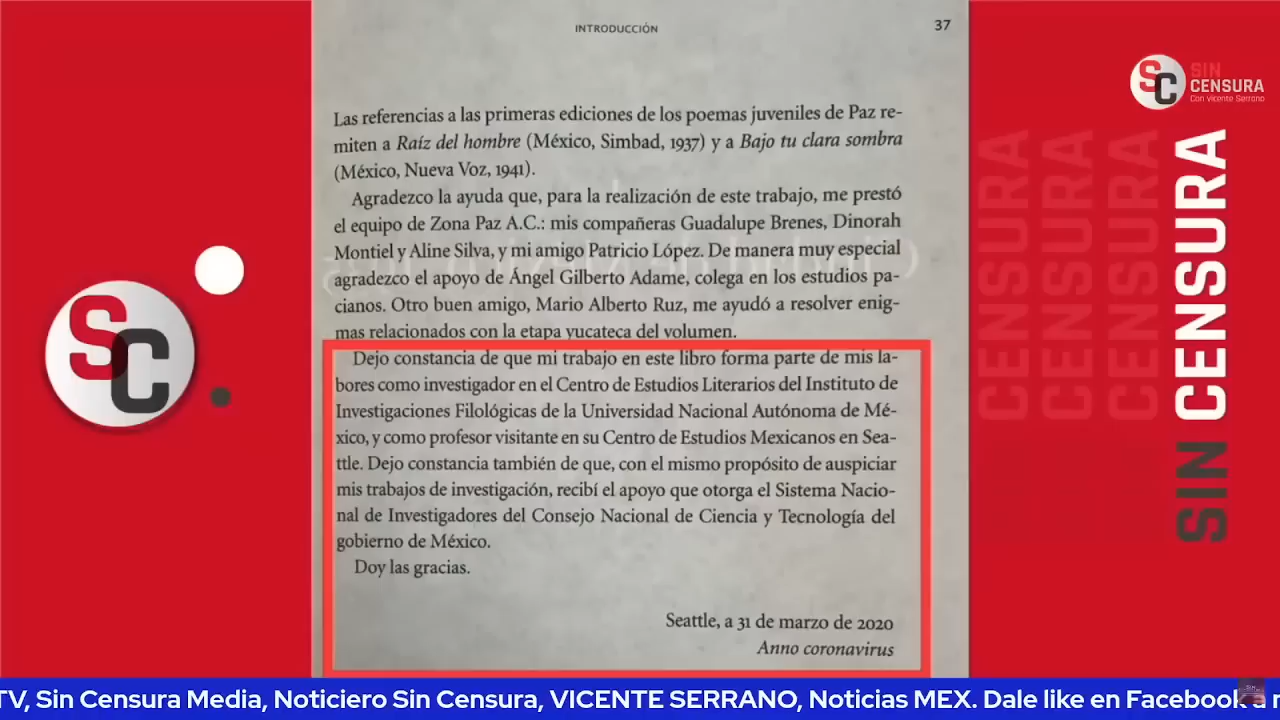 INTRODUCCIÓN
37
Las referencias a las primeras ediciones de los poemas juveniles de Paz re-
miten a Raíz del hombre (México, Simbad, 1937) y a Bajo tu clara sombra
(México, Nueva Voz, 1941).
Agradezco la ayuda que, para la realización de este trabajo, me prestó
el equipo de Zona Paz A.C.: mis compañeras Guadalupe Brenes, Dinorah
Montiel y Aline Silva, y mi amigo Patricio López. De manera muy especial
agradezco el apoyo de Ángel Gilberto Adame, colega en los estudios pa-
cianos. Otro buen amigo, Mario Alberto Ruz, me ayudó a resolver enig-
mas relacionados con la etapa yucateca del volumen.
Dejo constancia de que mi trabajo en este libro forma parte de mis la-
bores como investigador en el Centro de Estudios Literarios del Instituto de
Investigaciones Filológicas de la Universidad Nacional Autónoma de Mé-
xico, y como profesor visitante en su Centro de Estudios Mexicanos en Sea-
ttle. Dejo constancia también de que, con el mismo propósito de auspiciar
mis trabajos de investigación, recibí el apoyo que otorga el Sistema Nacio-
nal de Investigadores del Consejo Nacional de Ciencia y Tecnología del
gobierno de México.
Doy las gracias.
Seattle, a 31 de marzo de 2020
Anno coronavirus
SC
SC
SIN
CENSURA
Con Vicente Serrano
CENSURA
CENSURA
CENSURA
SIN CENSURA
TV, Sin Censura Media, Noticiero Sin Censura, VICENTE SERRANO, Noticias MEX. Dale like en Facebook a